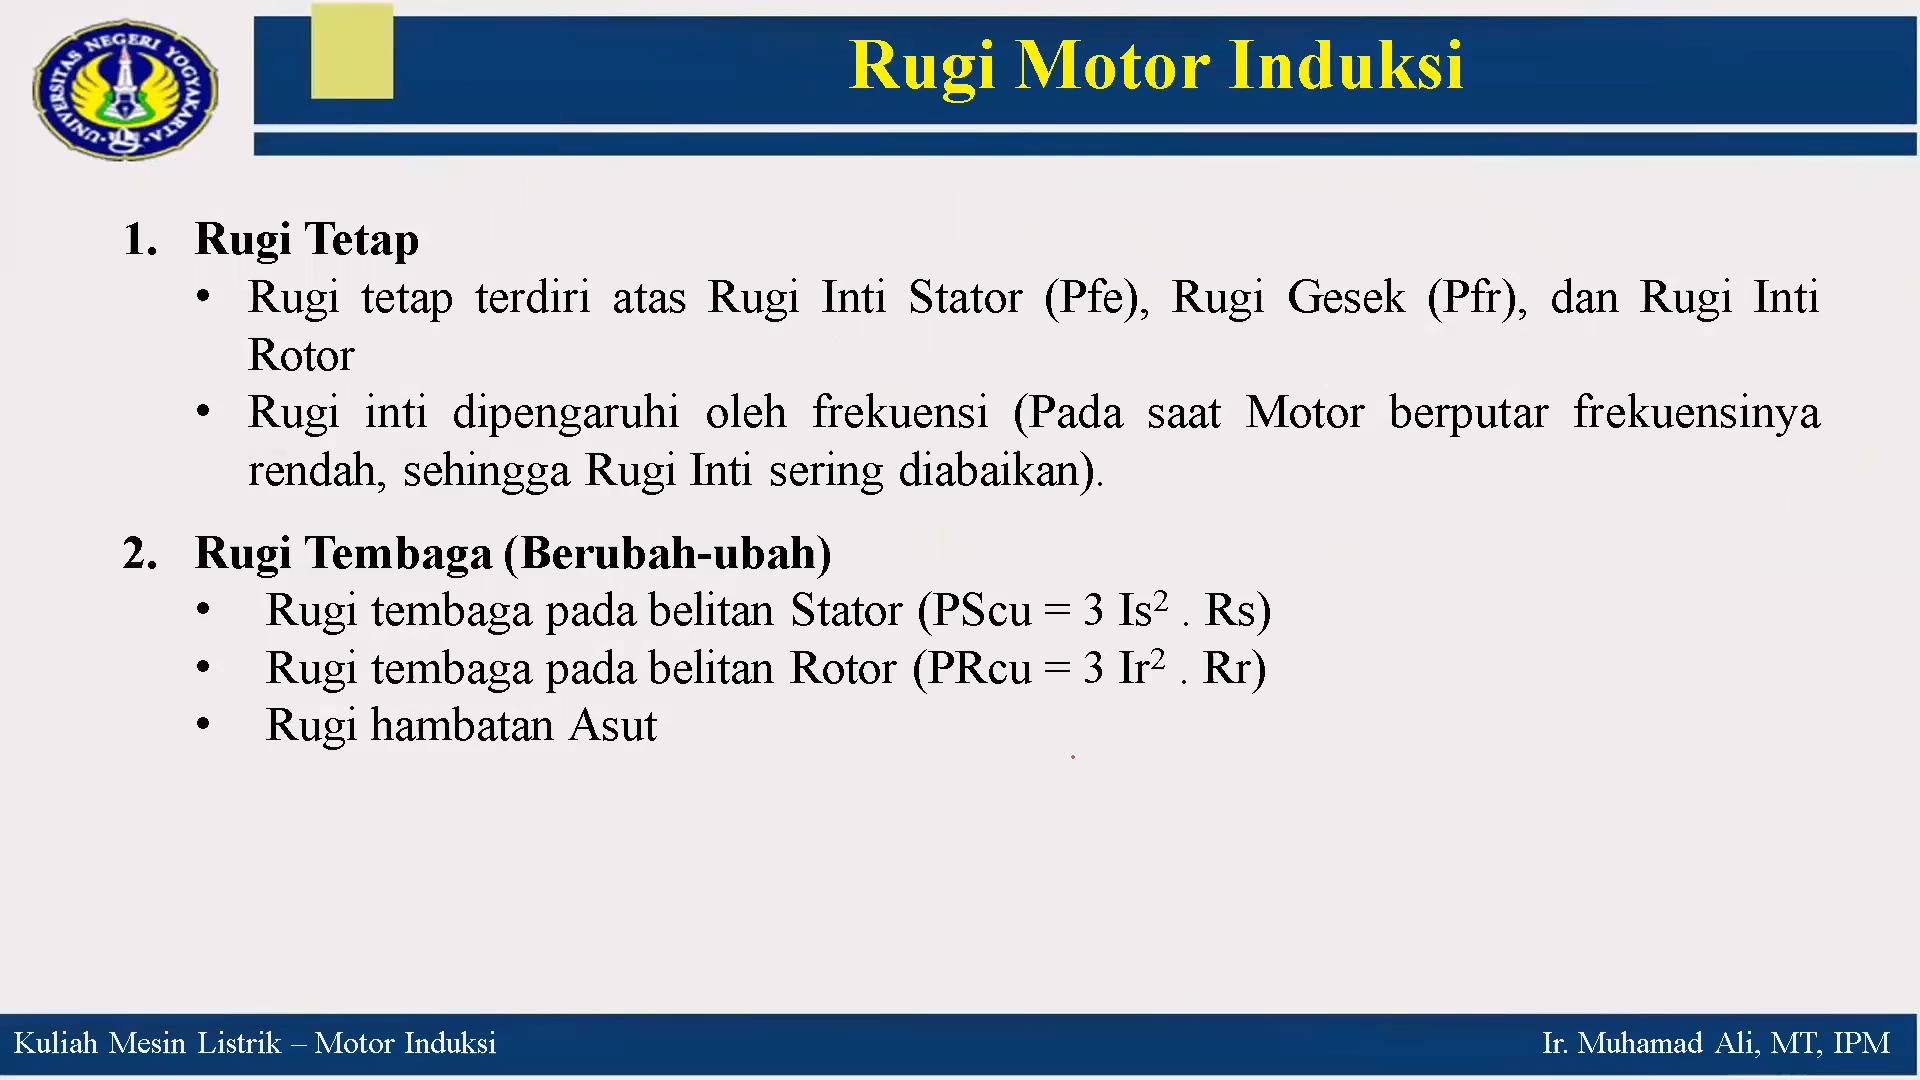 UNIVERSITAS NEGERI YOGYAKARTA
Rugi Motor Induksi
1. Rugi Tetap
• Rugi tetap terdiri atas Rugi Inti Stator (Pfe), Rugi Gesek (Pfr), dan Rugi Inti
Rotor
• Rugi inti dipengaruhi oleh frekuensi (Pada saat Motor berputar frekuensinya
rendah, sehingga Rugi Inti sering diabaikan).
2. Rugi Tembaga (Berubah-ubah)
• Rugi tembaga pada belitan Stator (PScu = 3 Is² . Rs)
• Rugi tembaga pada belitan Rotor (PRcu = 3 Ir² . Rr)
• Rugi hambatan Asut
Kuliah Mesin Listrik – Motor Induksi
Ir. Muhamad Ali, MT, IPM